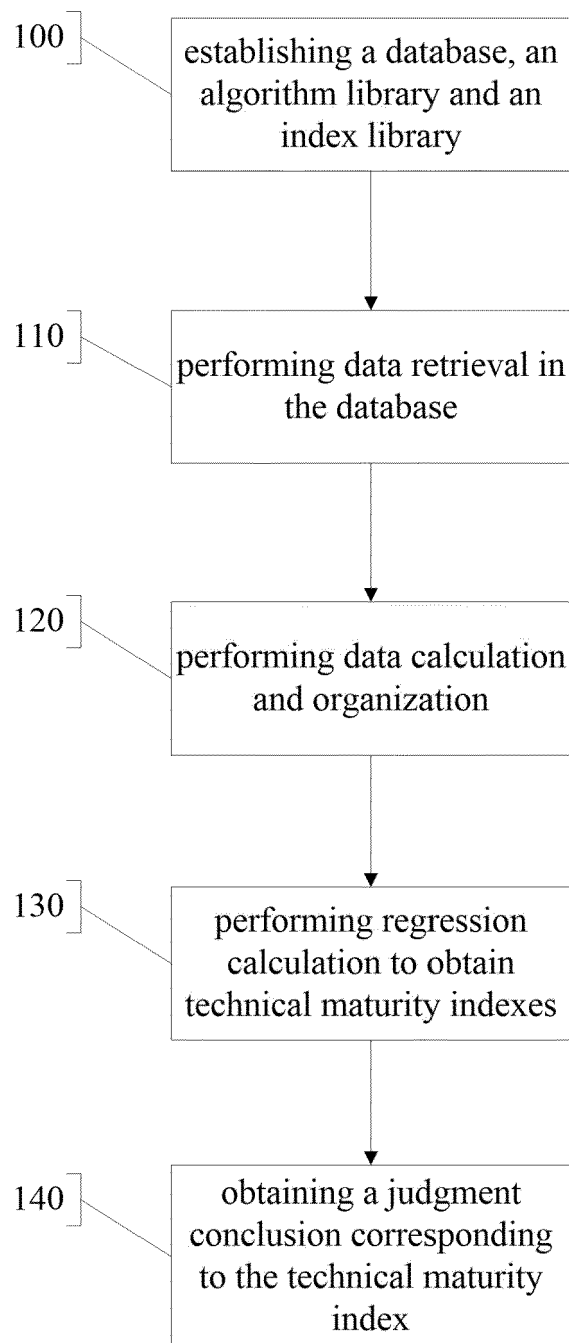 100
establishing a database, an
algorithm library and an
index library
110
performing data retrieval in
the database
120
performing data calculation
and organization
130
performing regression
calculation to obtain
technical maturity indexes
140
obtaining a judgment
conclusion corresponding
to the technical maturity
index